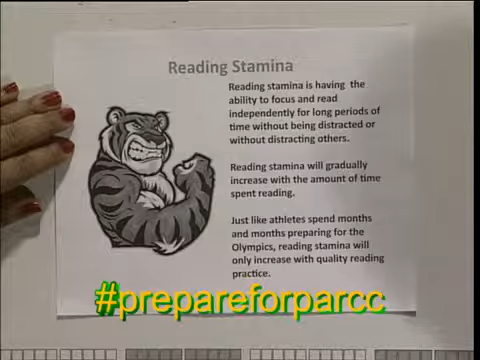 Reading Stamina
Reading stamina is having the
ability to focus and read
independently for long periods of
time without being distracted or
without distracting others.
Reading stamina will gradually
increase with the amount of time
spent reading.
Just like athletes spend months
and months preparing for the
Olympics, reading stamina will
only increase with quality reading
practice.
#prepareforparcc